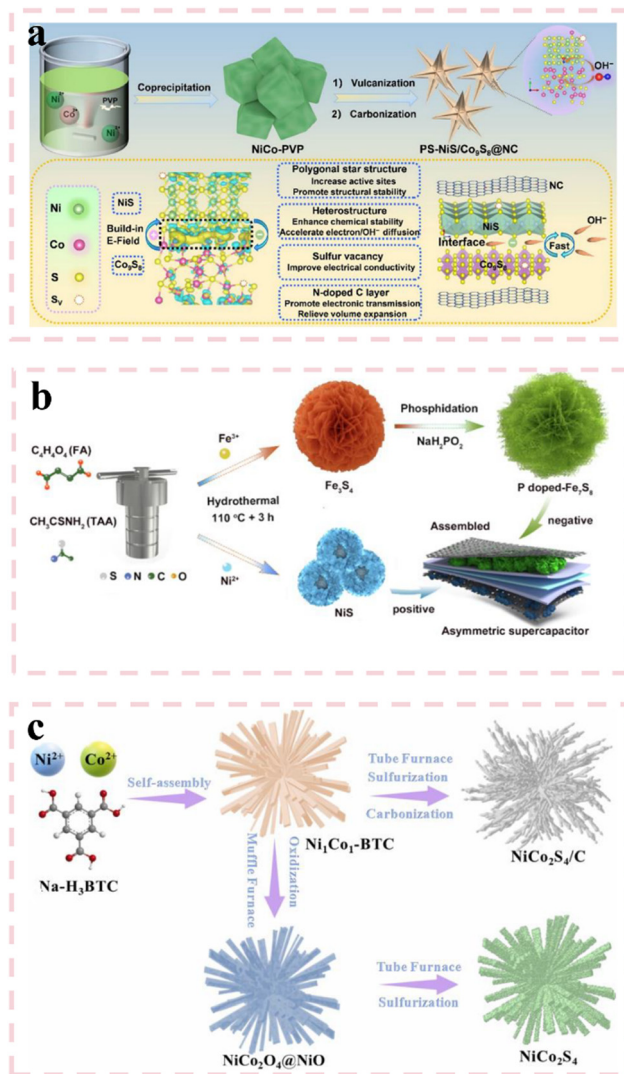 a
Ni²⁺
Co²⁺
PVP
Ni²⁺
Coprecipitation
NiCo-PVP
1) Vulcanization
2) Carbonization
PS-NiS/Co₉S₈@NC
OH⁻
Ni
Co
S
Sᵥ
NiS
Build-in
E-Field
Co₉S₈
Polygonal star structure
Increase active sites
Promote structural stability
Heterostructure
Enhance chemical stability
Accelerate electron/OH⁻ diffusion
Sulfur vacancy
Improve electrical conductivity
N-doped C layer
Promote electronic transmission
Relieve volume expansion
NC
NiS
OH⁻
Interface
Fast
Co₉S₈
b
C₄H₄O₄ (FA)
CH₃CSNH₂ (TAA)
S N C O
Fe³⁺
Hydrothermal
110 °C + 3 h
Ni²⁺
Fe₃S₄
Phosphidation
NaH₂PO₂
P doped-Fe₇S₈
negative
NiS
positive
Assembled
Asymmetric supercapacitor
c
Ni²⁺
Co²⁺
Na-H₃BTC
Self-assembly
Ni₁Co₁-BTC
Tube Furnace
Sulfurization
Carbonization
NiCo₂S₄/C
Muffle Furnace
Oxidization
NiCo₂O₄@NiO
Tube Furnace
Sulfurization
NiCo₂S₄